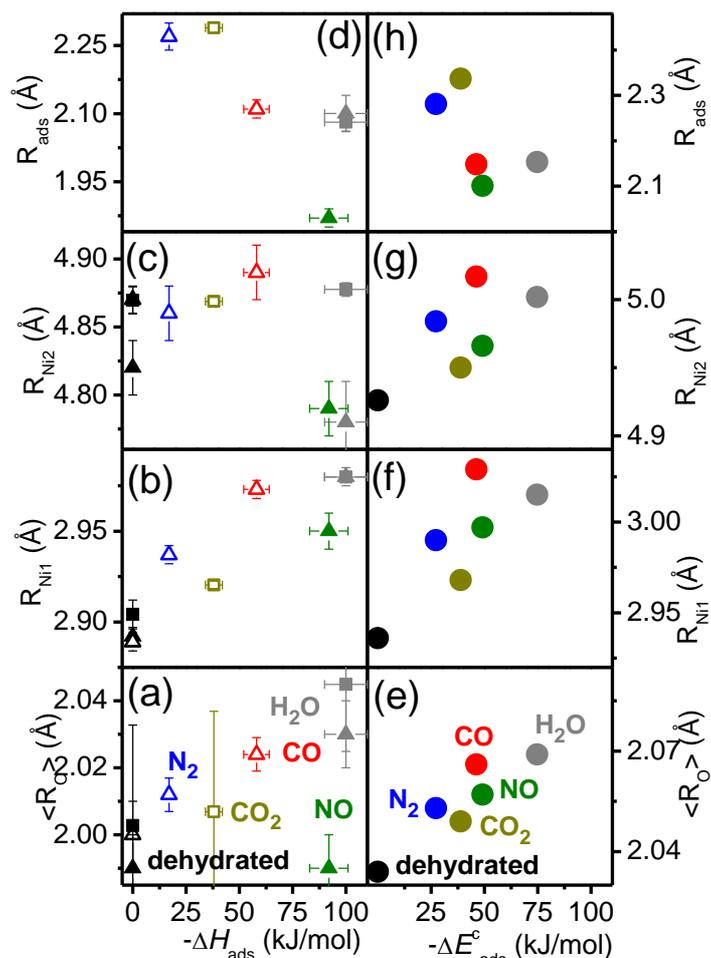 (d)
(h)
2.25
2.10
1.95
R_ads (Å)
2.3
2.1
R_ads (Å)
(c)
(g)
4.90
4.85
4.80
R_Ni2 (Å)
5.0
4.9
R_Ni2 (Å)
(b)
(f)
2.95
2.90
R_Ni1 (Å)
3.00
2.95
R_Ni1 (Å)
(a)
(e)
2.04
2.02
2.00
<R_O> (Å)
H₂O
CO
N₂
CO₂
NO
dehydrated
H₂O
CO
NO
N₂
CO₂
dehydrated
2.07
2.04
<R_O> (Å)
0 25 50 75 100
25 50 75 100
-ΔH_ads (kJ/mol)
-ΔE^c_ads (kJ/mol)